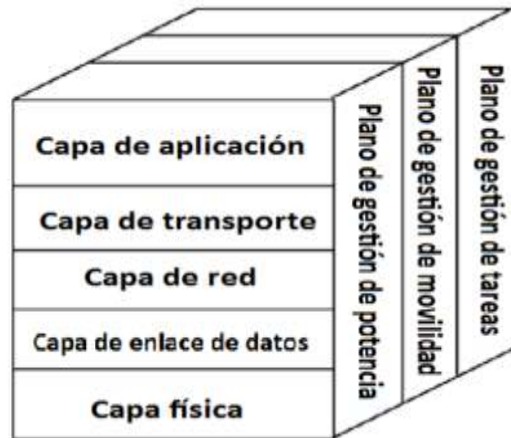 Capa de aplicación
Capa de transporte
Capa de red
Capa de enlace de datos
Capa física
Plano de gestión de potencia
Plano de gestión de movilidad
Plano de gestión de tareas